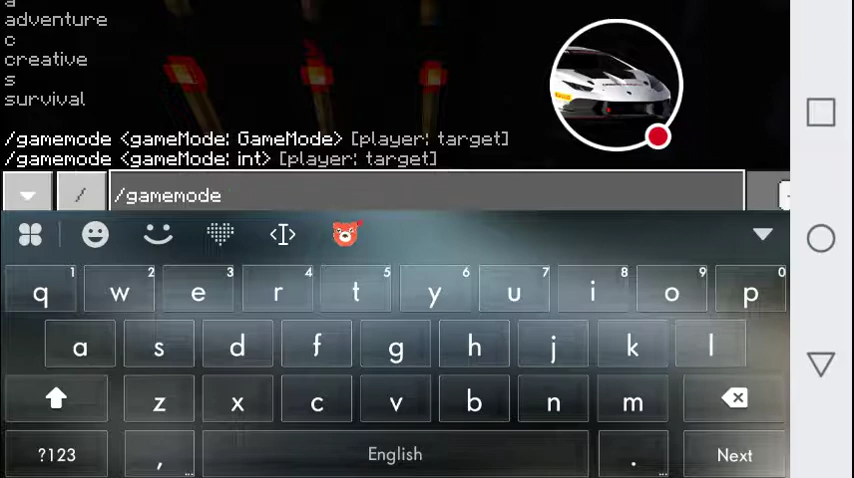 a
adventure
c
creative
s
survival
/gamemode <gameMode: GameMode> [player: target]
/gamemode <gameMode: int> [player: target]
/ /gamemode
1 2 3 4 5 6 7 8 9 0
q w e r t y u i o p
a s d f g h j k l
z x c v b n m
?123 , English . Next